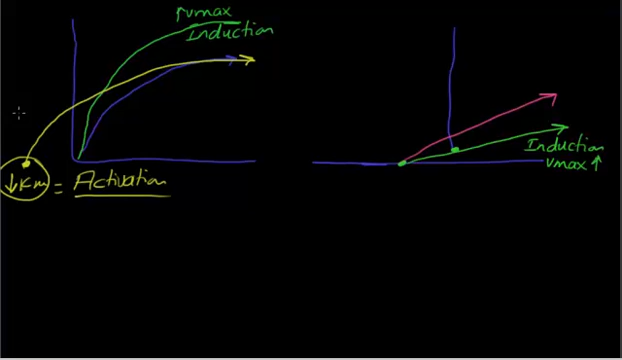 ↑vmax
Induction
↓Km = Activation
Induction
vmax ↑